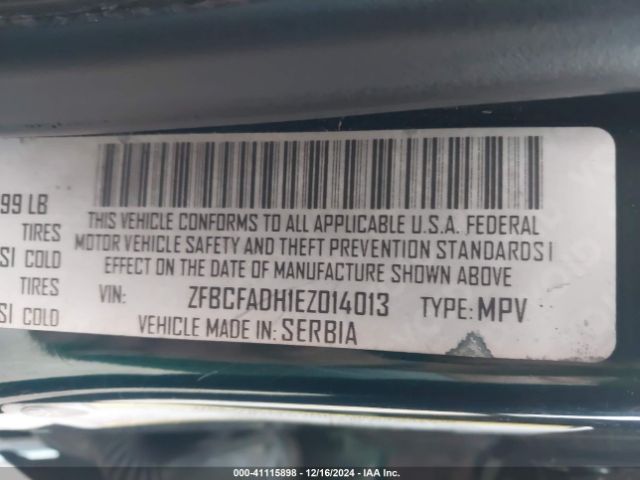 99 LB
TIRES
SI COLD
TIRES
SI COLD
THIS VEHICLE CONFORMS TO ALL APPLICABLE U.S.A. FEDERAL
MOTOR VEHICLE SAFETY AND THEFT PREVENTION STANDARDS I
EFFECT ON THE DATE OF MANUFACTURE SHOWN ABOVE
VIN: ZFBCFADH1EZ014013 TYPE: MPV
VEHICLE MADE IN: SERBIA
000-41115898 - 12/16/2024 - IAA Inc.